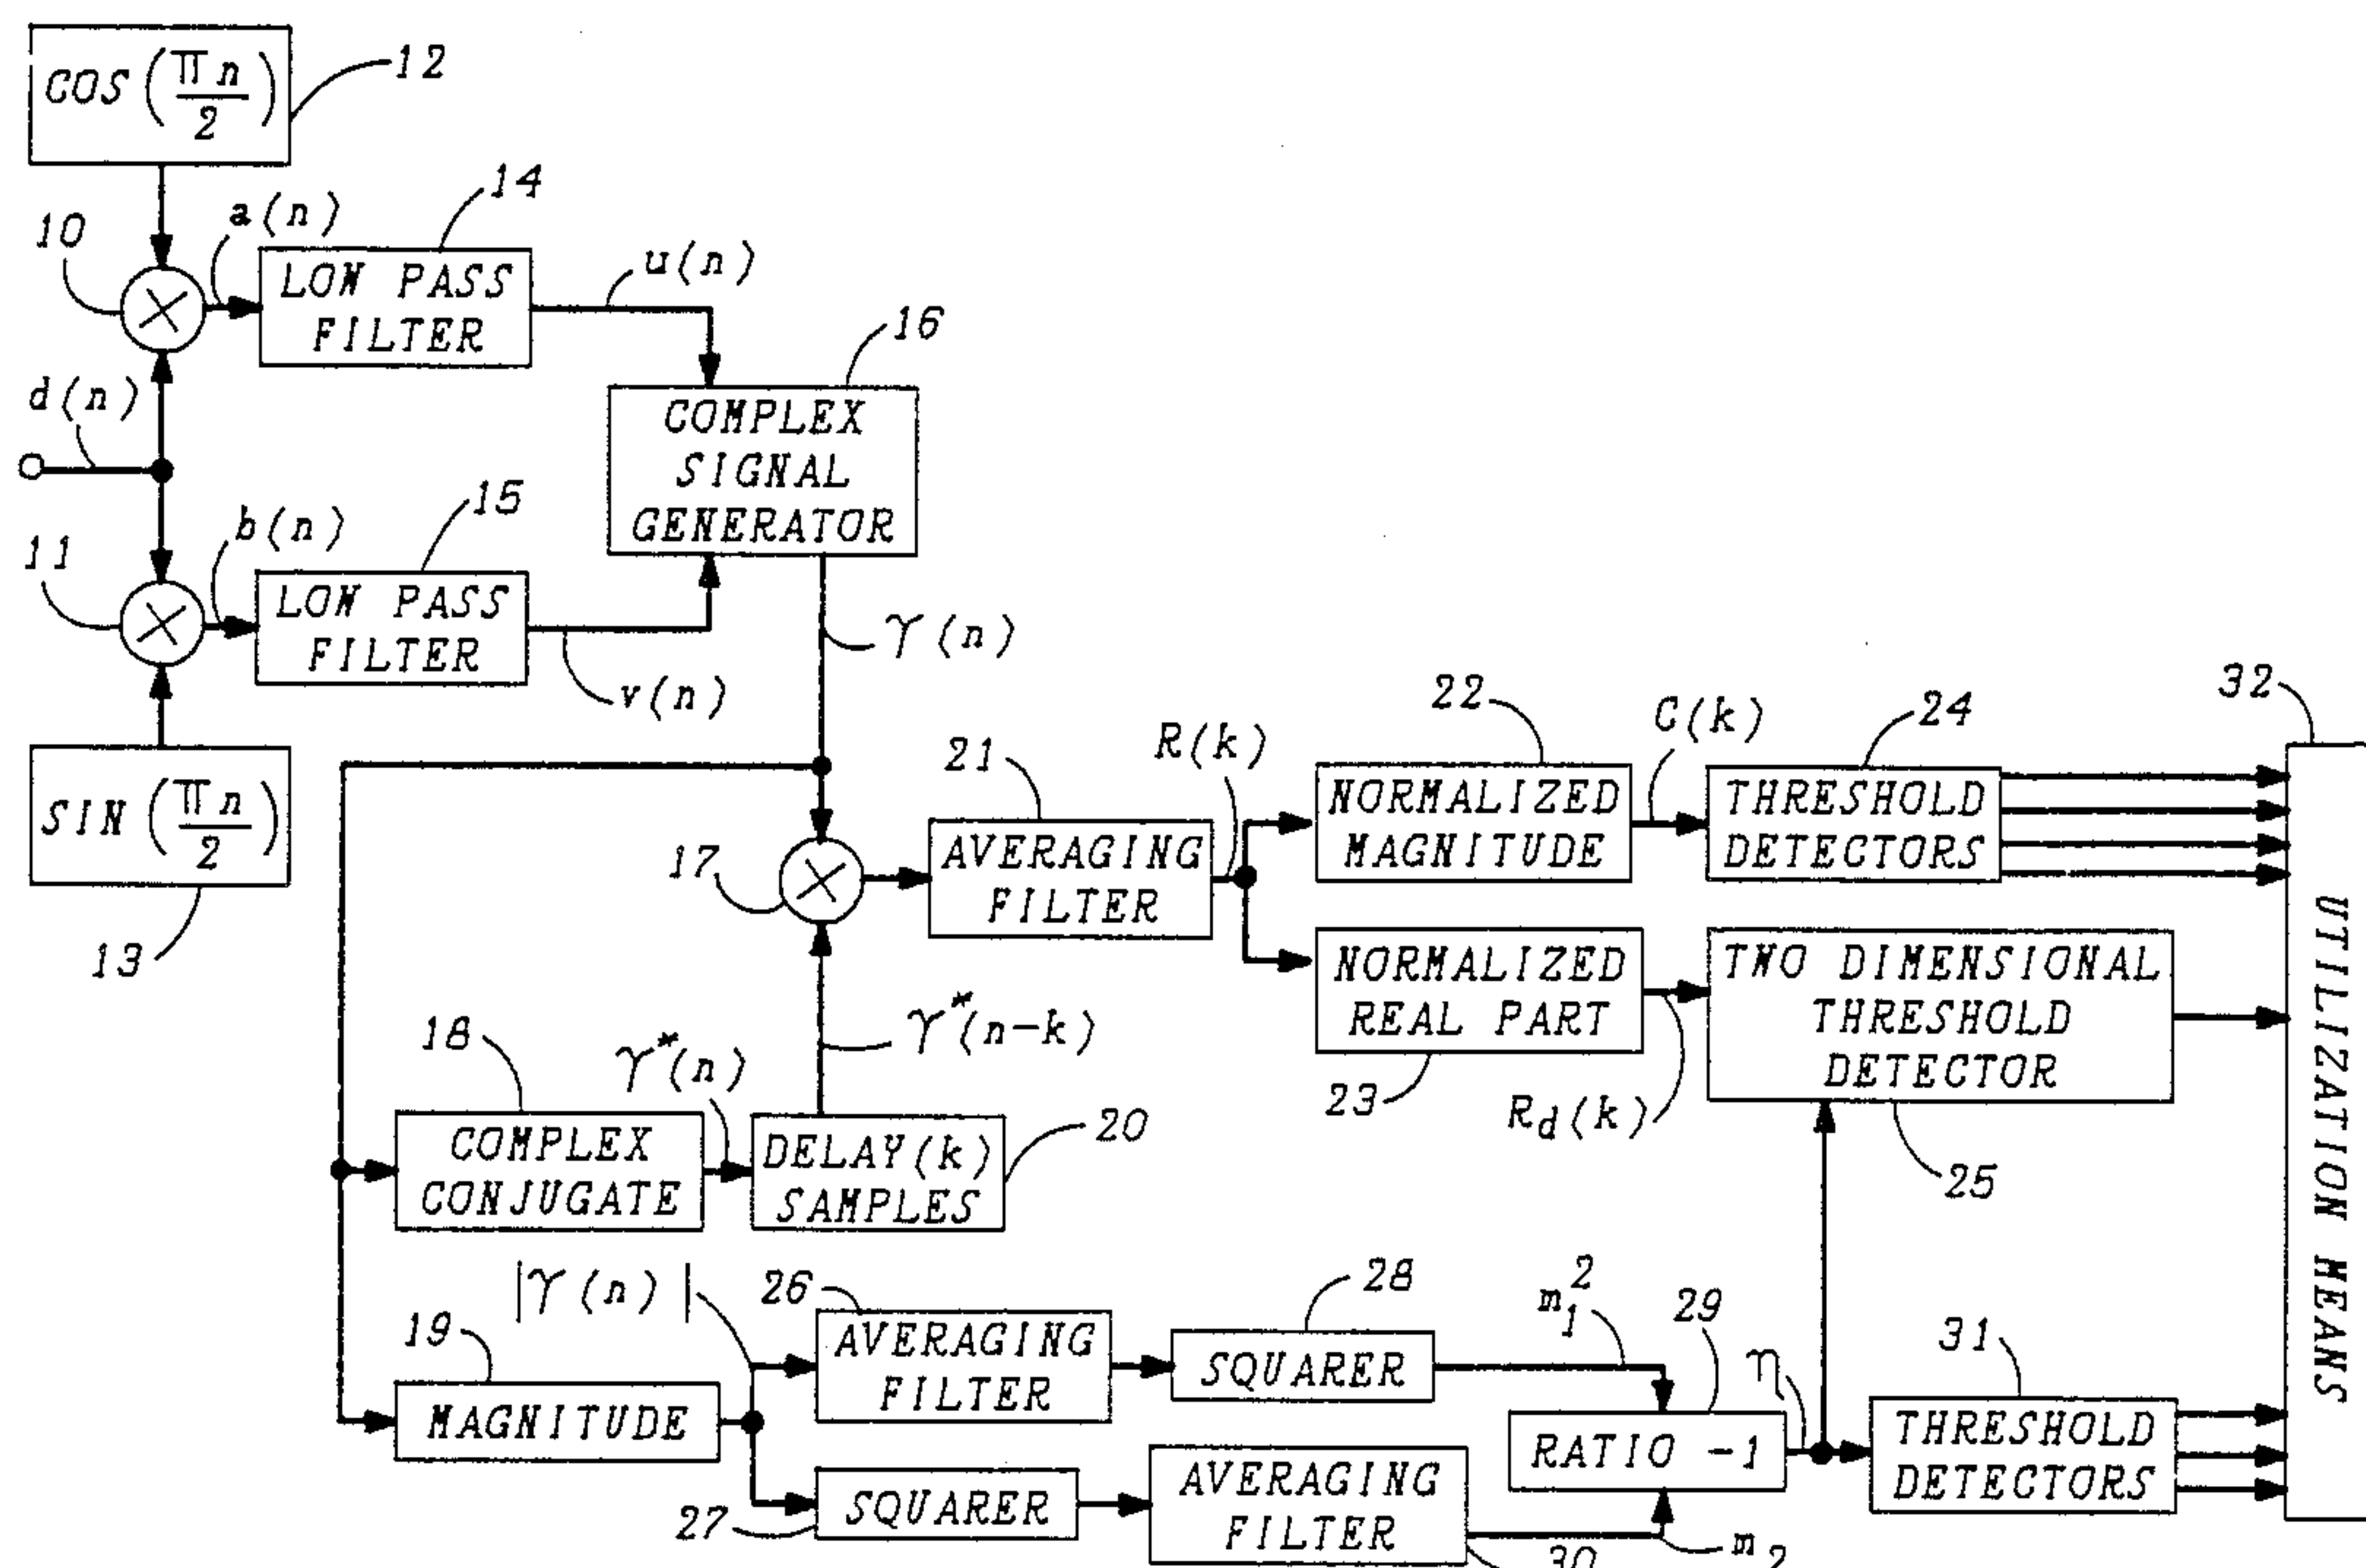 COS(πn/2)
12
10
a(n)
14
LOW PASS
FILTER
u(n)
16
COMPLEX
SIGNAL
GENERATOR
d(n)
11
b(n)
15
LOW PASS
FILTER
v(n)
γ(n)
SIN(πn/2)
13
17
21
AVERAGING
FILTER
R(k)
22
NORMALIZED
MAGNITUDE
C(k)
24
THRESHOLD
DETECTORS
32
UTILIZATION MEANS
NORMALIZED
REAL PART
23
R_d(k)
TWO DIMENSIONAL
THRESHOLD
DETECTOR
25
18
COMPLEX
CONJUGATE
γ*(n)
γ*(n-k)
DELAY(k)
SAMPLES
20
|γ(n)|
19
MAGNITUDE
26
AVERAGING
FILTER
28
SQUARER
m₁²
29
RATIO -1
η
31
THRESHOLD
DETECTORS
27
SQUARER
AVERAGING
FILTER
30
m₂